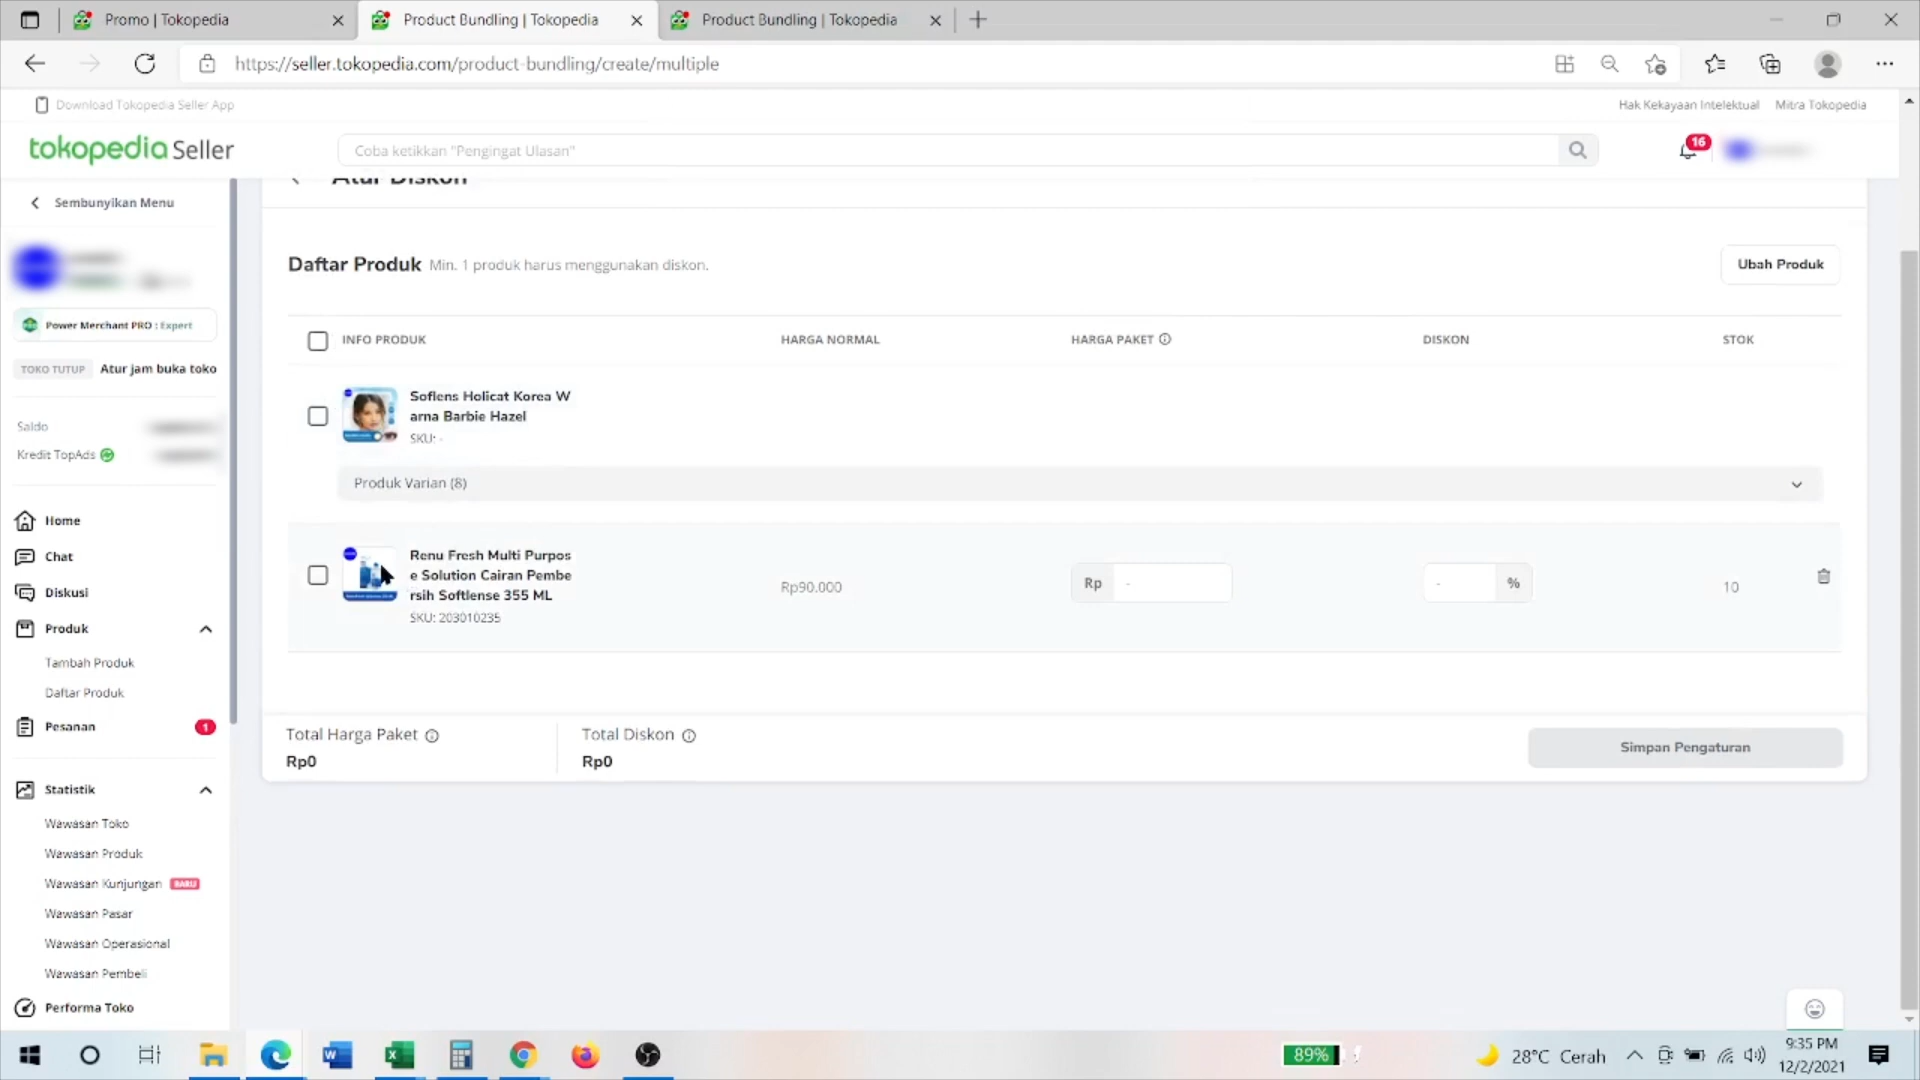 Promo | Tokopedia
Product Bundling | Tokopedia
Product Bundling | Tokopedia
https://seller.tokopedia.com/product-bundling/create/multiple
Download Tokopedia Seller App
Hak Kekayaan Intelektual
Mitra Tokopedia
tokopedia Seller
Coba ketikkan "Pengingat Ulasan"
16
Sembunyikan Menu
Atur Diskon
Daftar Produk
Min. 1 produk harus menggunakan diskon.
Ubah Produk
Power Merchant PRO : Expert
TOKO TUTUP
Atur jam buka toko
INFO PRODUK
HARGA NORMAL
HARGA PAKET
DISKON
STOK
Soflens Holicat Korea W
arna Barbie Hazel
SKU: -
Saldo
Kredit TopAds
Produk Varian (8)
Home
Chat
Diskusi
Produk
Tambah Produk
Daftar Produk
Pesanan
1
Renu Fresh Multi Purpos
e Solution Cairan Pembe
rsih Softlense 355 ML
SKU: 203010235
Rp90.000
Rp
-
-
%
10
Total Harga Paket
Rp0
Total Diskon
Rp0
Simpan Pengaturan
Statistik
Wawasan Toko
Wawasan Produk
Wawasan Kunjungan
BARU
Wawasan Pasar
Wawasan Operasional
Wawasan Pembeli
Performa Toko
89%
28°C Cerah
9:35 PM
12/2/2021